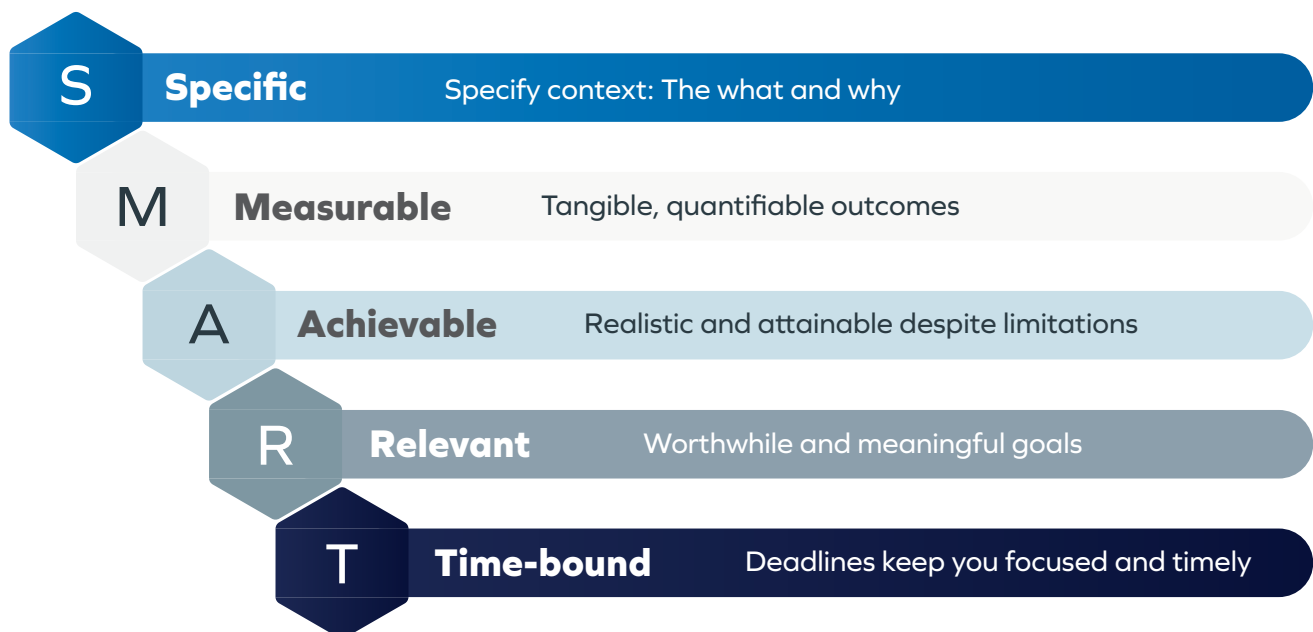 S Specific Specify context: The what and why
M Measurable Tangible, quantifiable outcomes
A Achievable Realistic and attainable despite limitations
R Relevant Worthwhile and meaningful goals
T Time-bound Deadlines keep you focused and timely